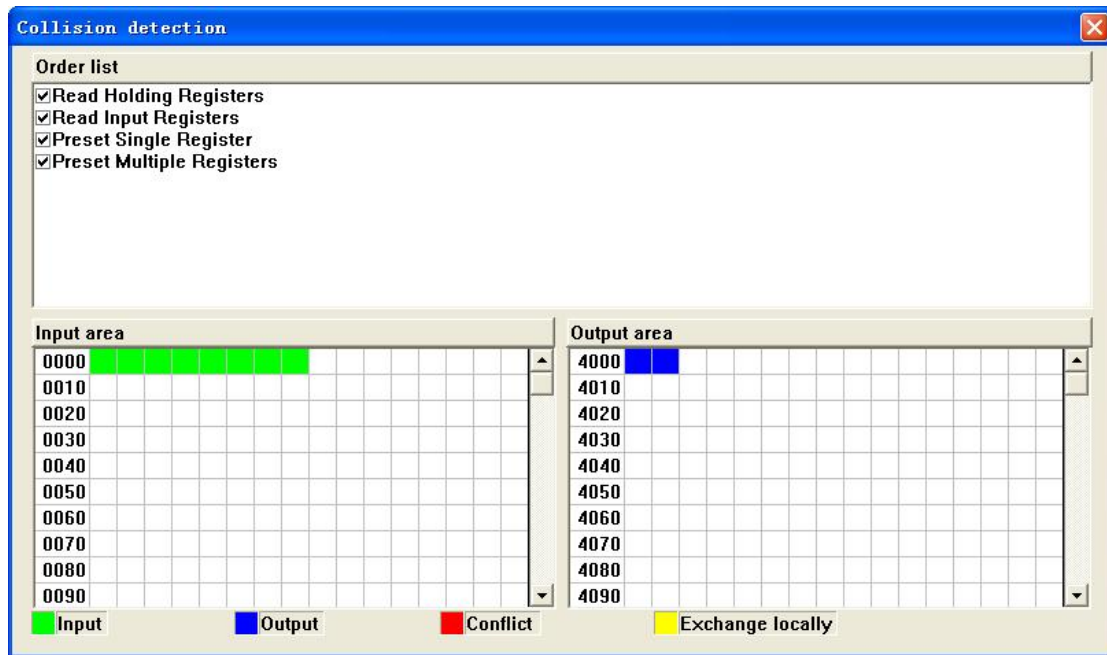 Collision detection
Order list
Read Holding Registers
Read Input Registers
Preset Single Register
Preset Multiple Registers
Input area
0000
0010
0020
0030
0040
0050
0060
0070
0080
0090
Output area
4000
4010
4020
4030
4040
4050
4060
4070
4080
4090
Input Output Conflict Exchange locally